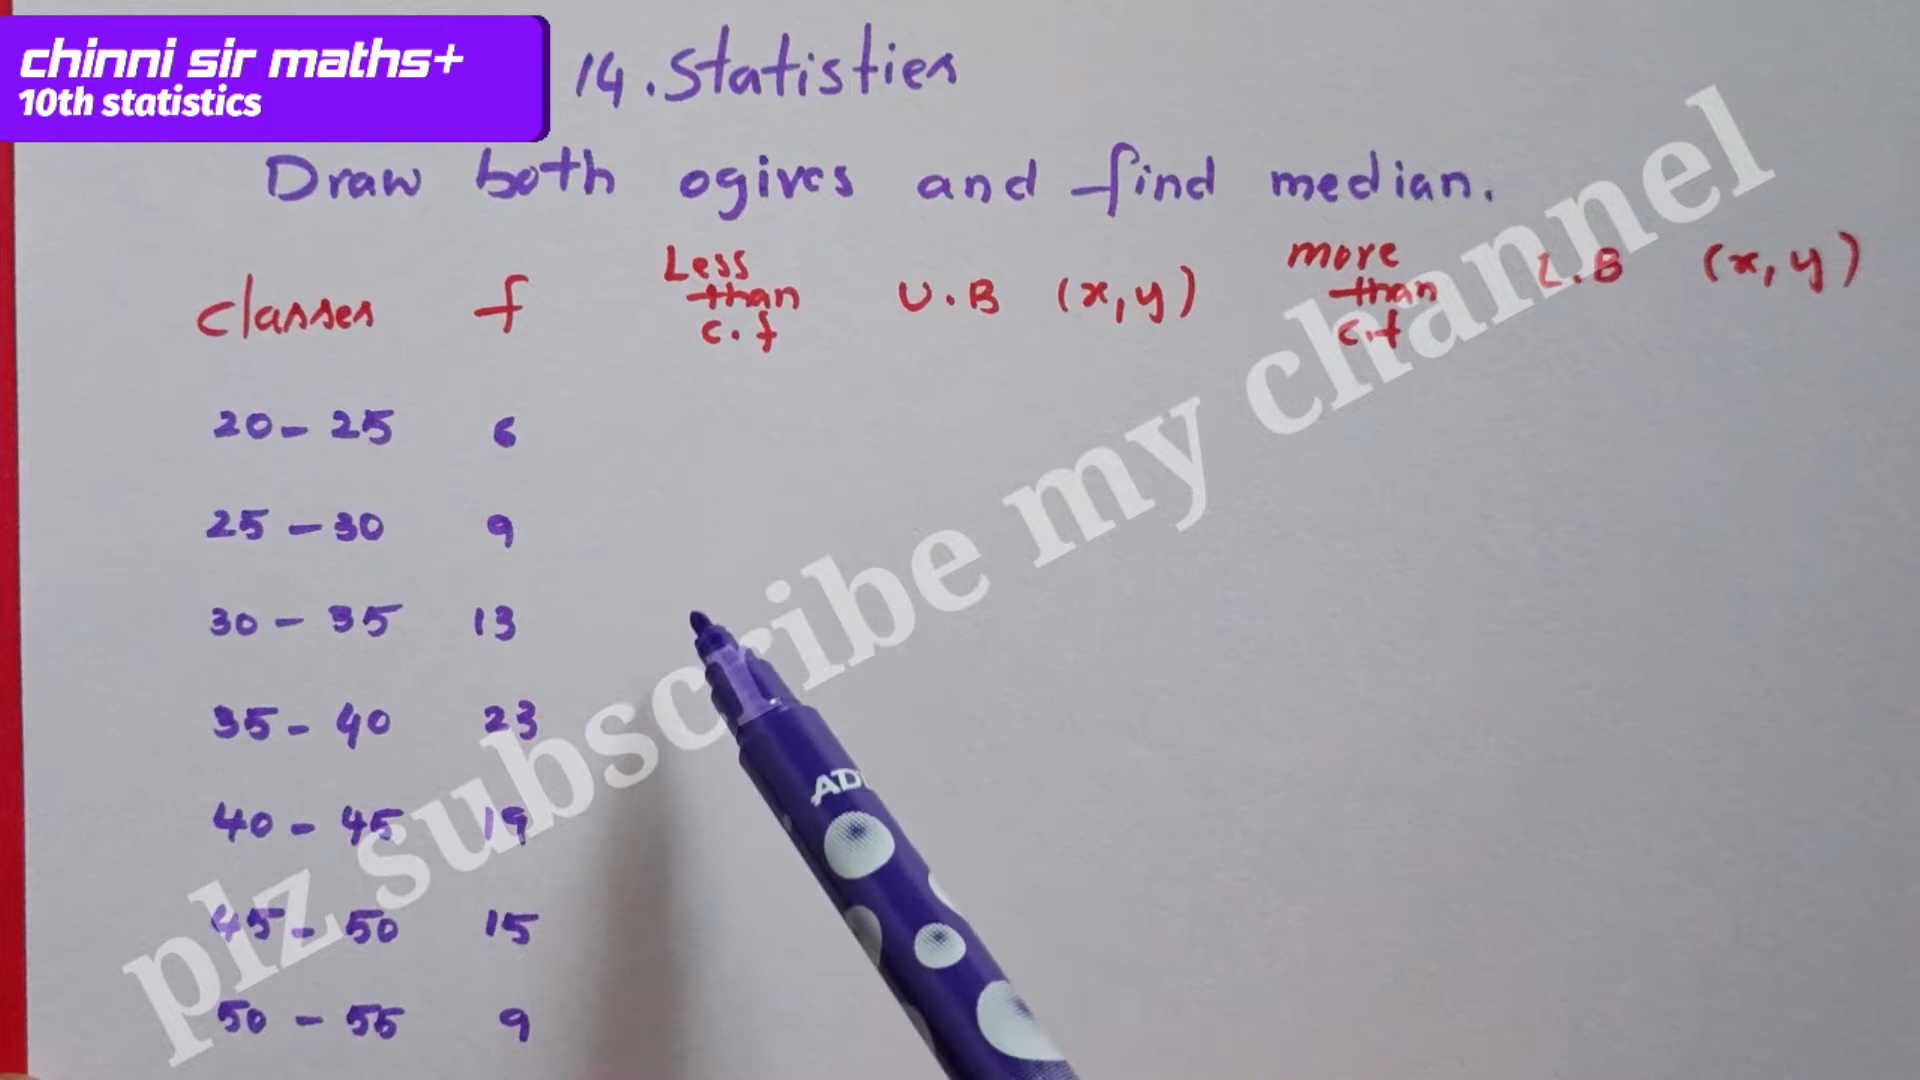 chinni sir maths+
10th statistics
14. Statistics
Draw both ogives and find median.
classes f Less than c.f U.B (x, y) more than c.f L.B (x, y)
20 - 25 6
25 - 30 9
30 - 35 13
35 - 40 23
40 - 45 19
45 - 50 15
50 - 55 9
plz subscribe my channel
AD